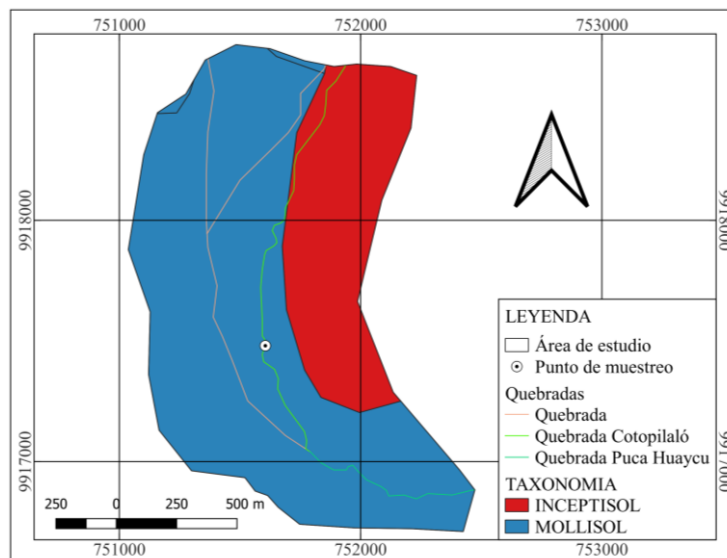 751000 752000 753000
9918000 9918000
9917000 9917000
LEYENDA
Área de estudio
Punto de muestreo
Quebradas
Quebrada
Quebrada Cotopilaló
Quebrada Puca Huaycu
TAXONOMIA
INCEPTISOL
MOLLISOL
250 0 250 500 m
751000 752000 753000